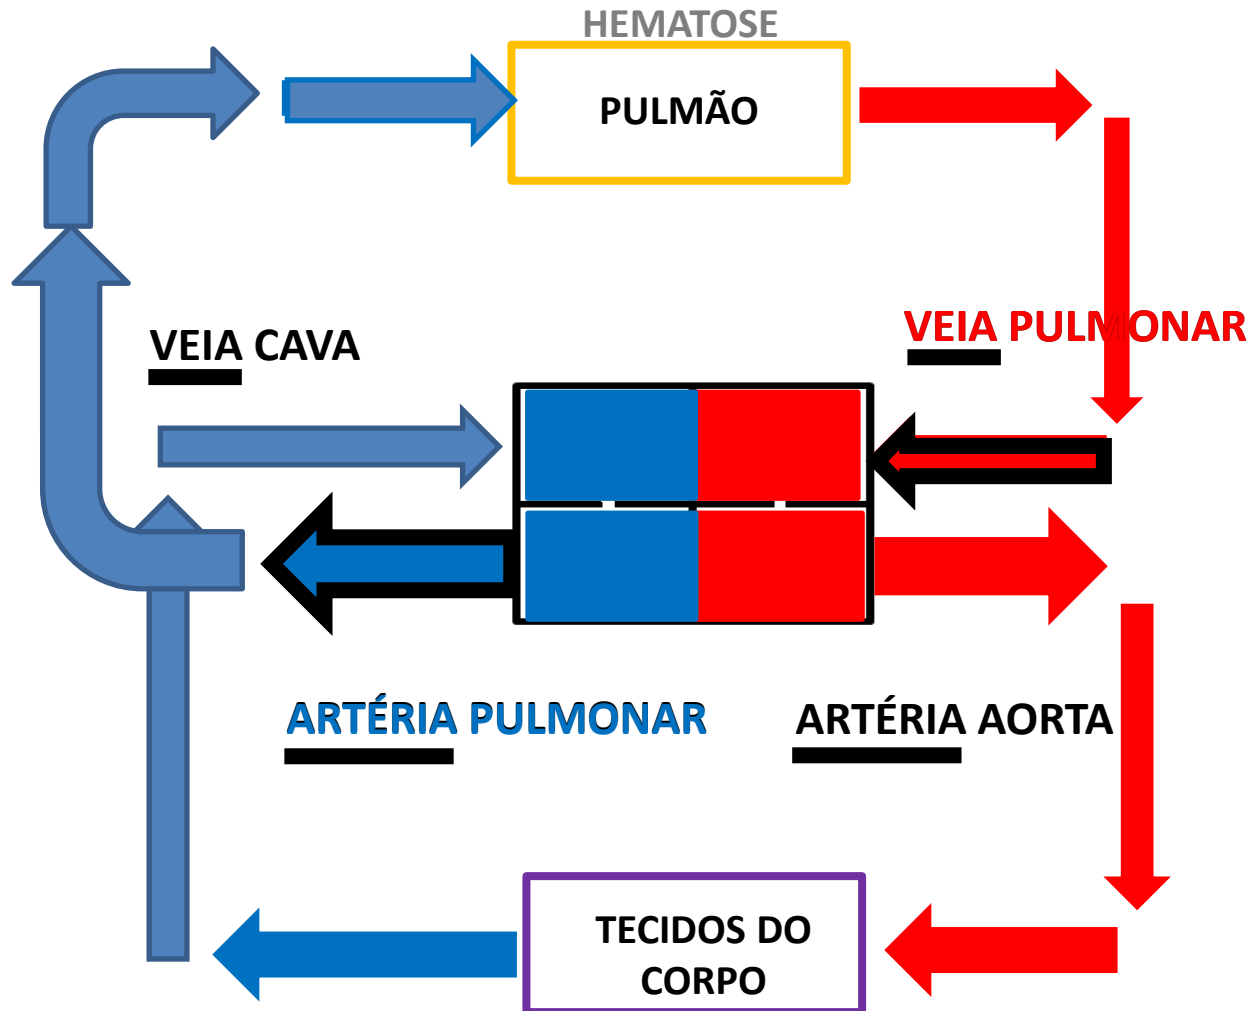 HEMATOSE
PULMÃO
VEIA CAVA
VEIA PULMONAR
ARTÉRIA PULMONAR
ARTÉRIA AORTA
TECIDOS DO
CORPO